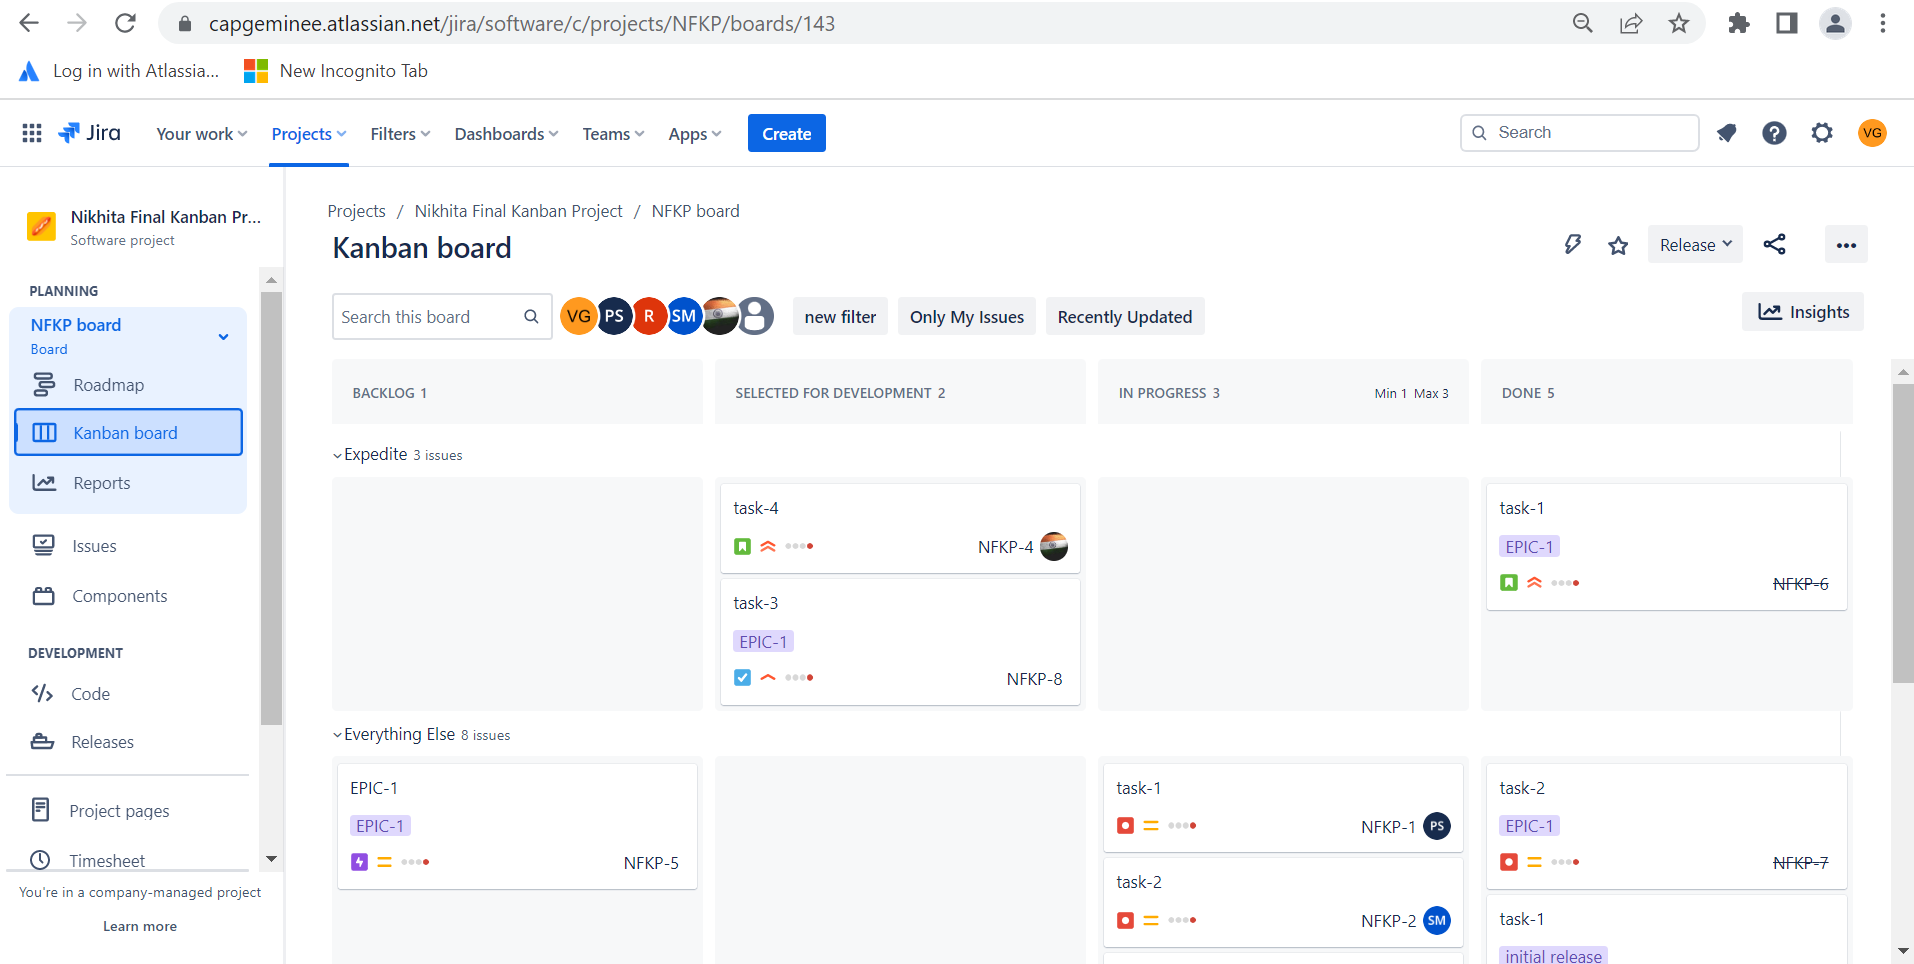 capgeminee.atlassian.net/jira/software/c/projects/NFKP/boards/143
Log in with Atlassia... New Incognito Tab
Jira Your work Projects Filters Dashboards Teams Apps Create Search VG
Nikhita Final Kanban Pr...
Software project
PLANNING
NFKP board
Board
Roadmap
Kanban board
Reports
Issues
Components
DEVELOPMENT
Code
Releases
Project pages
Timesheet
You're in a company-managed project
Learn more
Projects / Nikhita Final Kanban Project / NFKP board
Kanban board
Release
Search this board VG PS R SM new filter Only My Issues Recently Updated Insights
BACKLOG 1 SELECTED FOR DEVELOPMENT 2 IN PROGRESS 3 Min 1 Max 3 DONE 5
Expedite 3 issues
task-4
NFKP-4
task-3
EPIC-1
NFKP-8
task-1
EPIC-1
NFKP-6
Everything Else 8 issues
EPIC-1
EPIC-1
NFKP-5
task-1
NFKP-1 PS
task-2
NFKP-2 SM
task-2
EPIC-1
NFKP-7
task-1
initial release